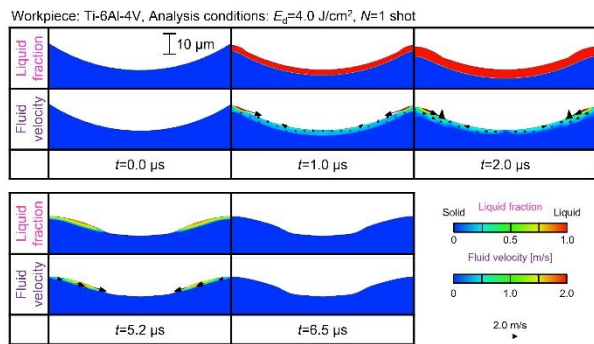 Workpiece: Ti-6Al-4V, Analysis conditions: E_d=4.0 J/cm², N=1 shot
Liquid fraction
10 µm
Fluid velocity
t=0.0 µs
t=1.0 µs
t=2.0 µs
Liquid fraction
Fluid velocity
t=5.2 µs
t=6.5 µs
Liquid fraction
Solid
Liquid
0
0.5
1.0
Fluid velocity [m/s]
0
1.0
2.0
2.0 m/s